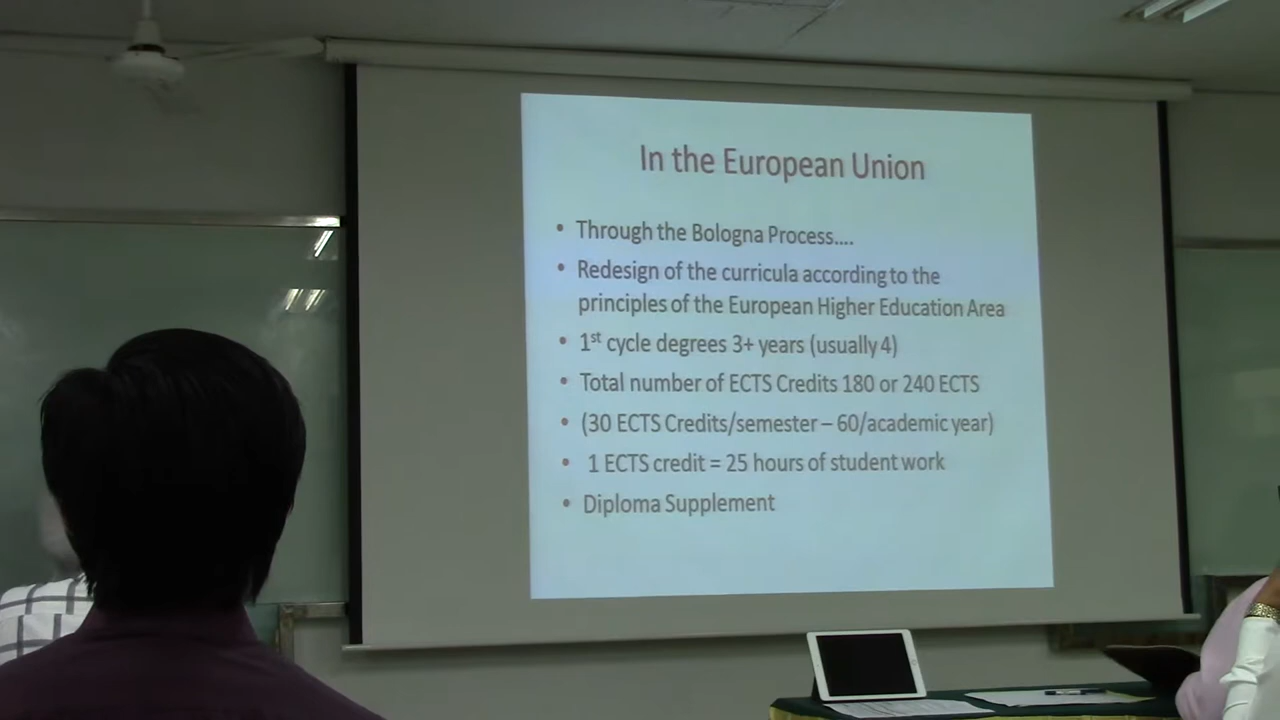 In the European Union
• Through the Bologna Process....
• Redesign of the curricula according to the
principles of the European Higher Education Area
• 1st cycle degrees 3+ years (usually 4)
• Total number of ECTS Credits 180 or 240 ECTS
• (30 ECTS Credits/semester – 60/academic year)
• 1 ECTS credit = 25 hours of student work
• Diploma Supplement